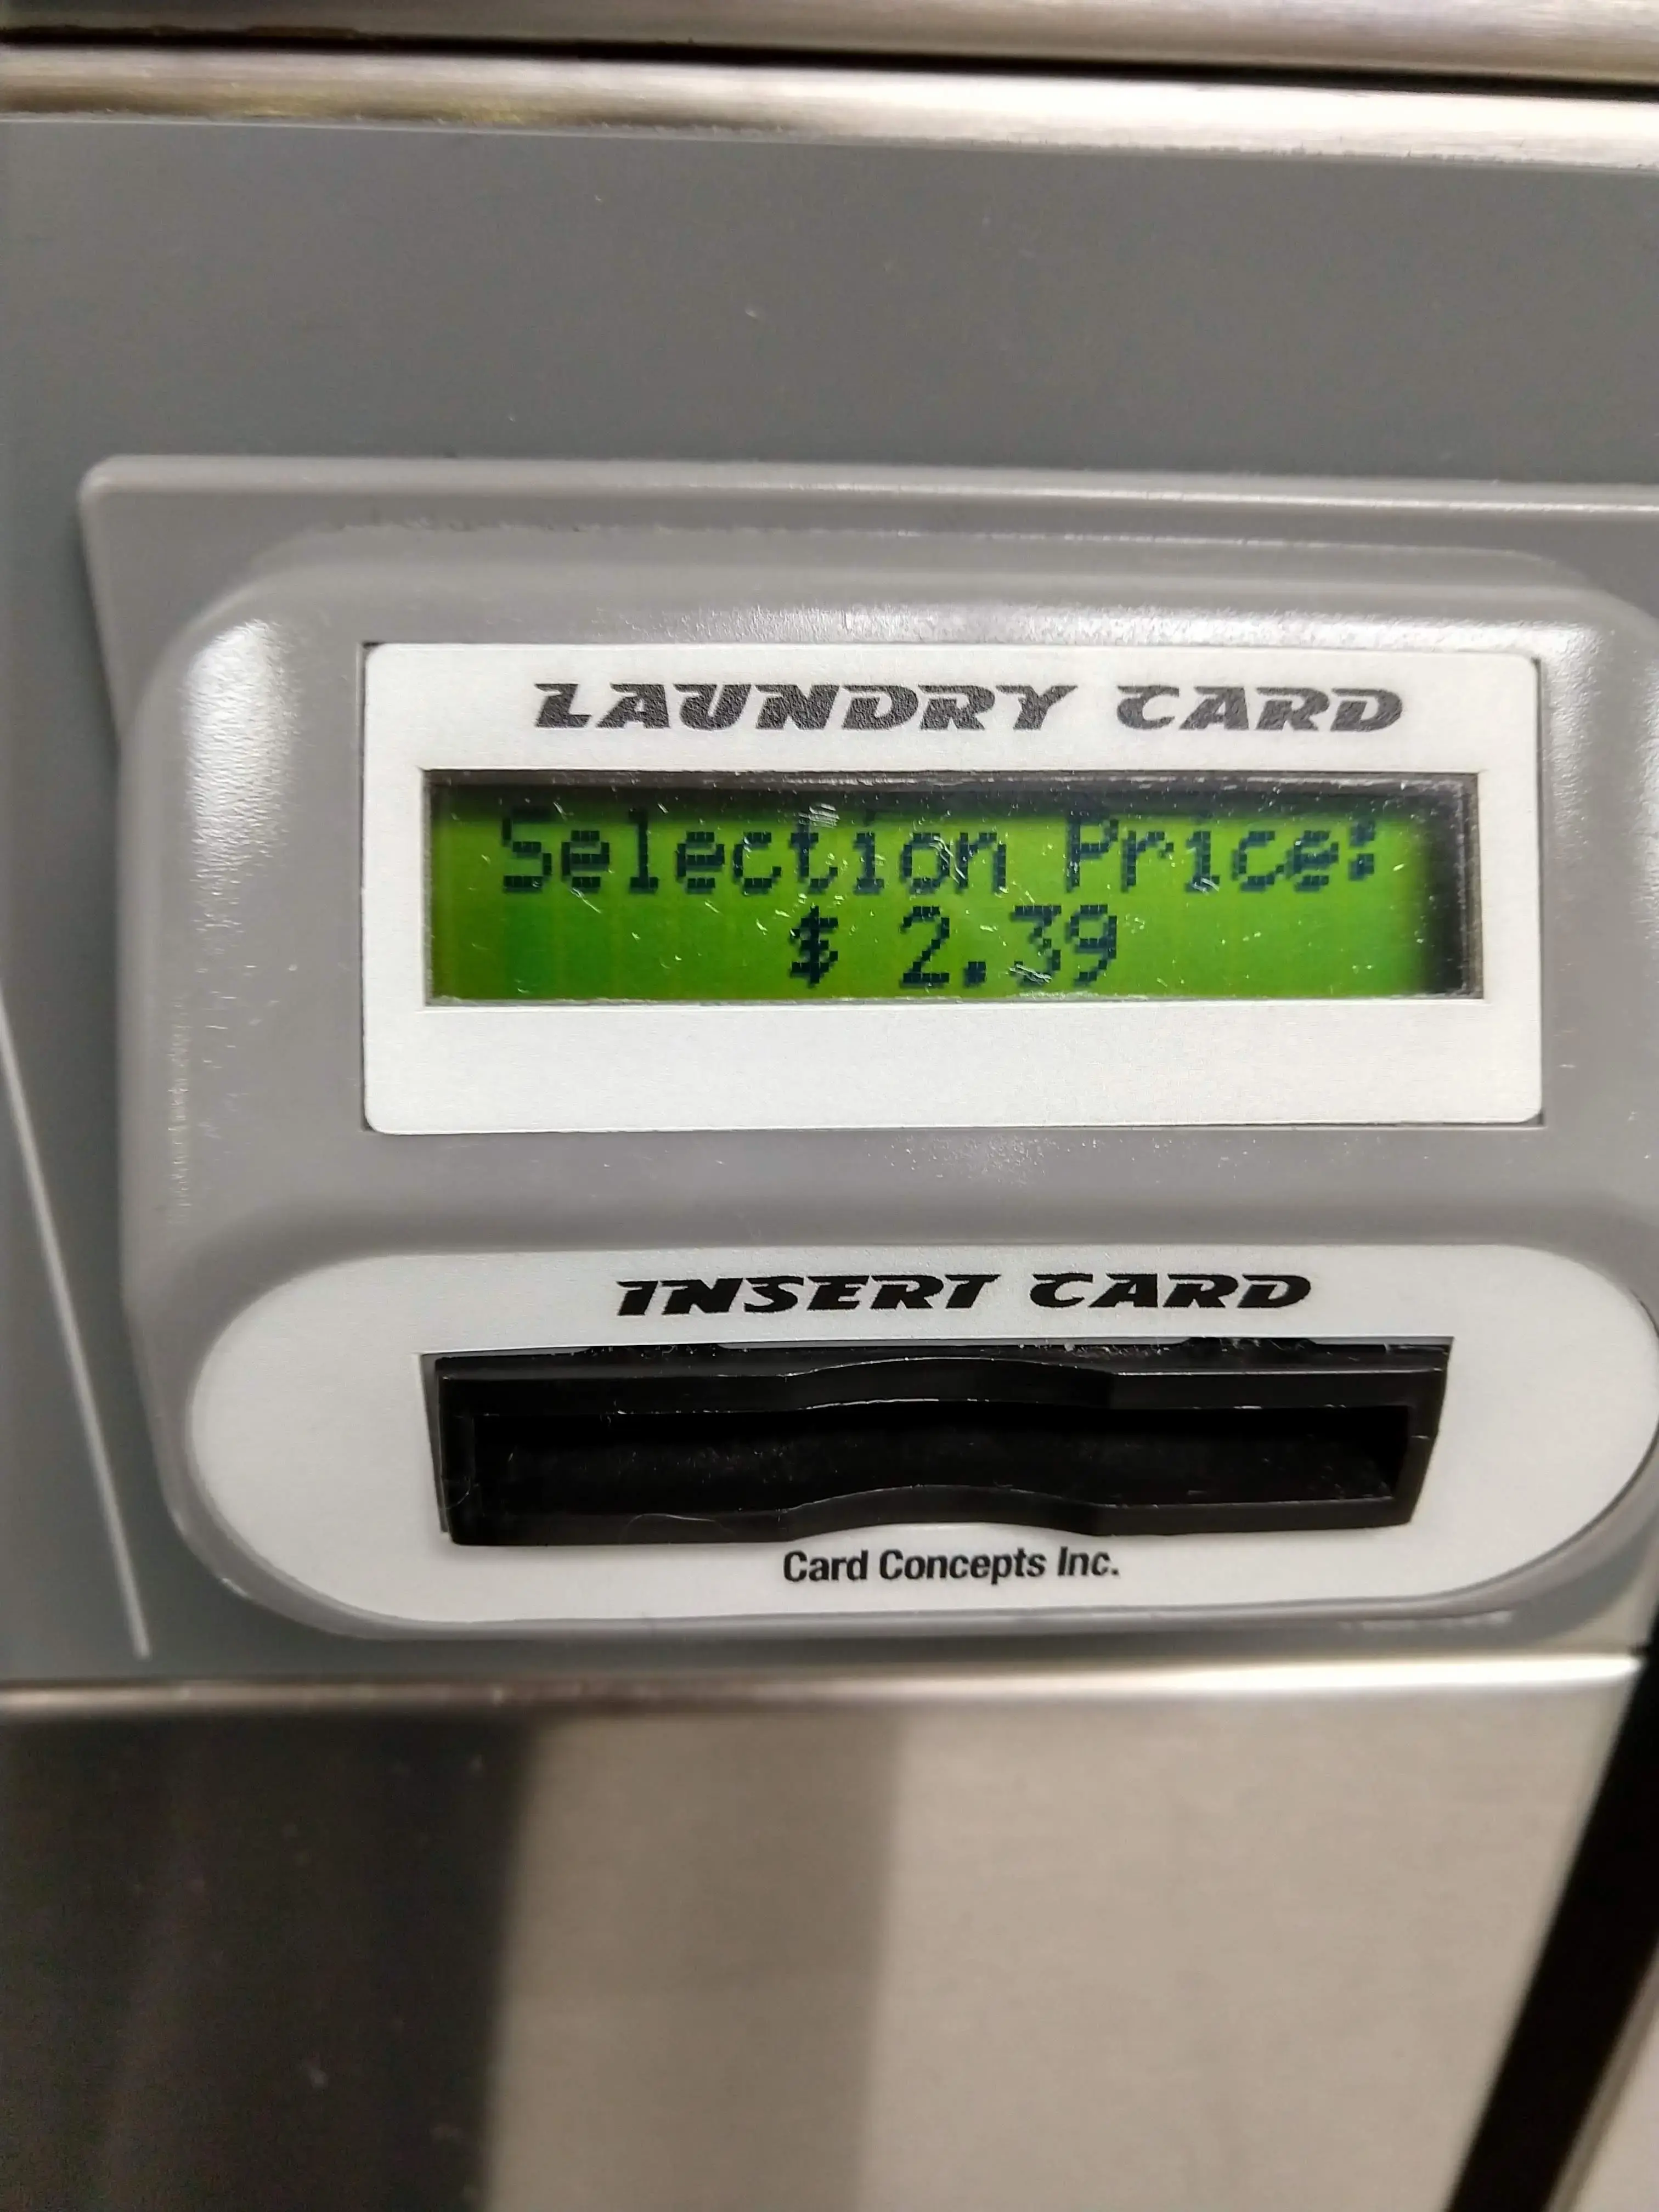 LAUNDRY CARD
Selection Price:
$ 2.39
INSERT CARD
Card Concepts Inc.